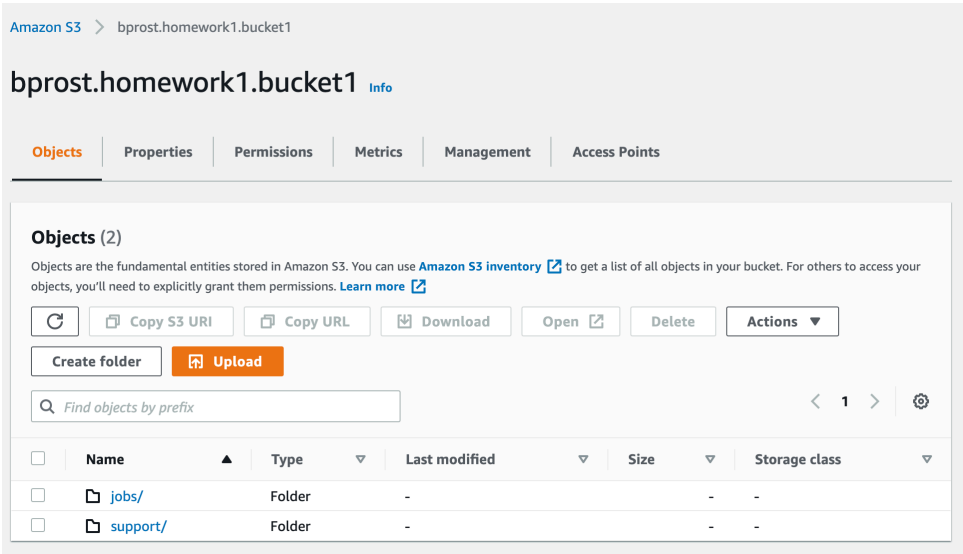 Amazon S3 > bprost.homework1.bucket1
bprost.homework1.bucket1 Info
Objects Properties Permissions Metrics Management Access Points
Objects (2)
Objects are the fundamental entities stored in Amazon S3. You can use Amazon S3 inventory to get a list of all objects in your bucket. For others to access your
objects, you'll need to explicitly grant them permissions. Learn more
Copy S3 URI Copy URL Download Open Delete Actions
Create folder Upload
Find objects by prefix
1
Name Type Last modified Size Storage class
jobs/ Folder - - -
support/ Folder - - -